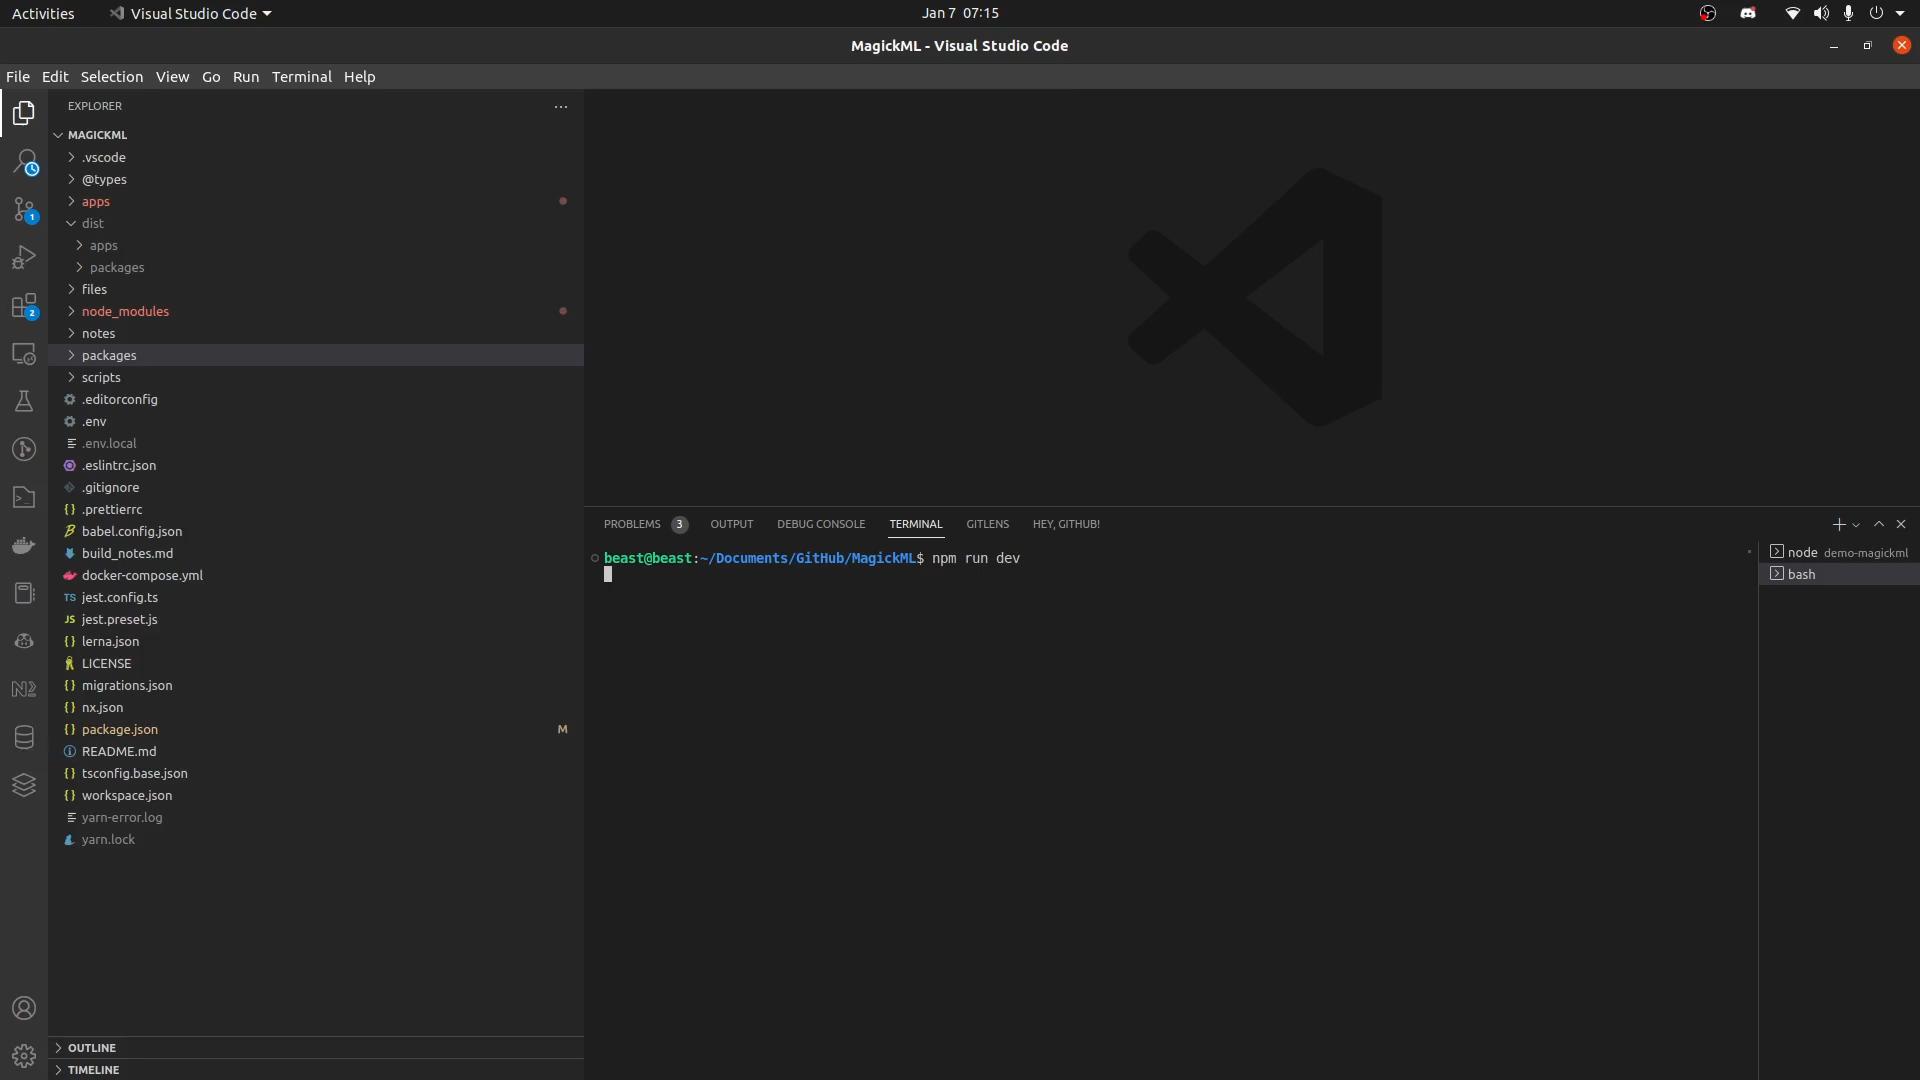 Activities Visual Studio Code Jan 7 07:15
MagickML - Visual Studio Code
File Edit Selection View Go Run Terminal Help
EXPLORER
MAGICKML
.vscode
@types
apps
dist
apps
packages
files
node_modules
notes
packages
scripts
.editorconfig
.env
.env.local
.eslintrc.json
.gitignore
{} .prettierrc
babel.config.json
build_notes.md
docker-compose.yml
TS jest.config.ts
JS jest.preset.js
{} lerna.json
LICENSE
{} migrations.json
{} nx.json
{} package.json M
README.md
{} tsconfig.base.json
{} workspace.json
yarn-error.log
yarn.lock
OUTLINE
TIMELINE
1
2
PROBLEMS 3 OUTPUT DEBUG CONSOLE TERMINAL GITLENS HEY, GITHUB!
beast@beast:~/Documents/GitHub/MagickML$ npm run dev
node demo-magickml
bash